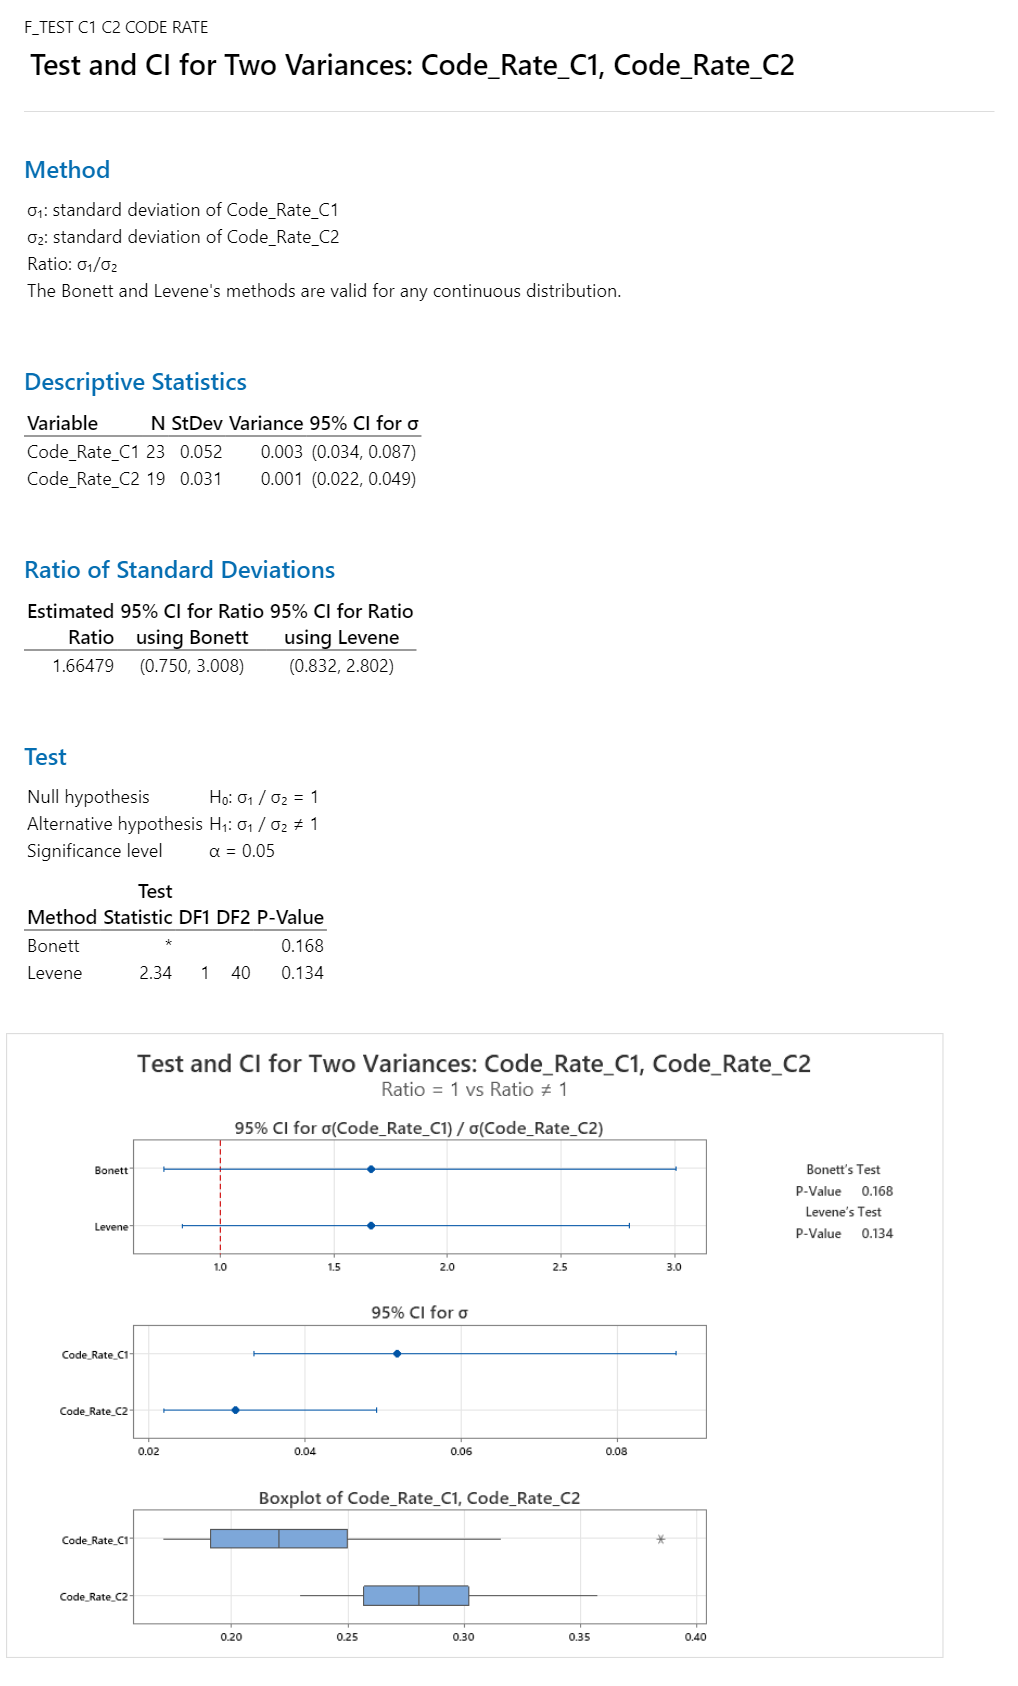 F_TEST C1 C2 CODE RATE
Test and CI for Two Variances: Code_Rate_C1, Code_Rate_C2
Method
σ₁: standard deviation of Code_Rate_C1
σ₂: standard deviation of Code_Rate_C2
Ratio: σ₁/σ₂
The Bonett and Levene's methods are valid for any continuous distribution.
Descriptive Statistics
Variable N StDev Variance 95% CI for σ
Code_Rate_C1 23 0.052 0.003 (0.034, 0.087)
Code_Rate_C2 19 0.031 0.001 (0.022, 0.049)
Ratio of Standard Deviations
Estimated 95% CI for Ratio 95% CI for Ratio
Ratio using Bonett using Levene
1.66479 (0.750, 3.008) (0.832, 2.802)
Test
Null hypothesis H₀: σ₁ / σ₂ = 1
Alternative hypothesis H₁: σ₁ / σ₂ ≠ 1
Significance level α = 0.05
Test
Method Statistic DF1 DF2 P-Value
Bonett * 0.168
Levene 2.34 1 40 0.134
Test and CI for Two Variances: Code_Rate_C1, Code_Rate_C2
Ratio = 1 vs Ratio ≠ 1
95% CI for σ(Code_Rate_C1) / σ(Code_Rate_C2)
Bonett
Levene
1.0 1.5 2.0 2.5 3.0
Bonett's Test
P-Value 0.168
Levene's Test
P-Value 0.134
95% CI for σ
Code_Rate_C1
Code_Rate_C2
0.02 0.04 0.06 0.08
Boxplot of Code_Rate_C1, Code_Rate_C2
Code_Rate_C1
Code_Rate_C2
0.20 0.25 0.30 0.35 0.40